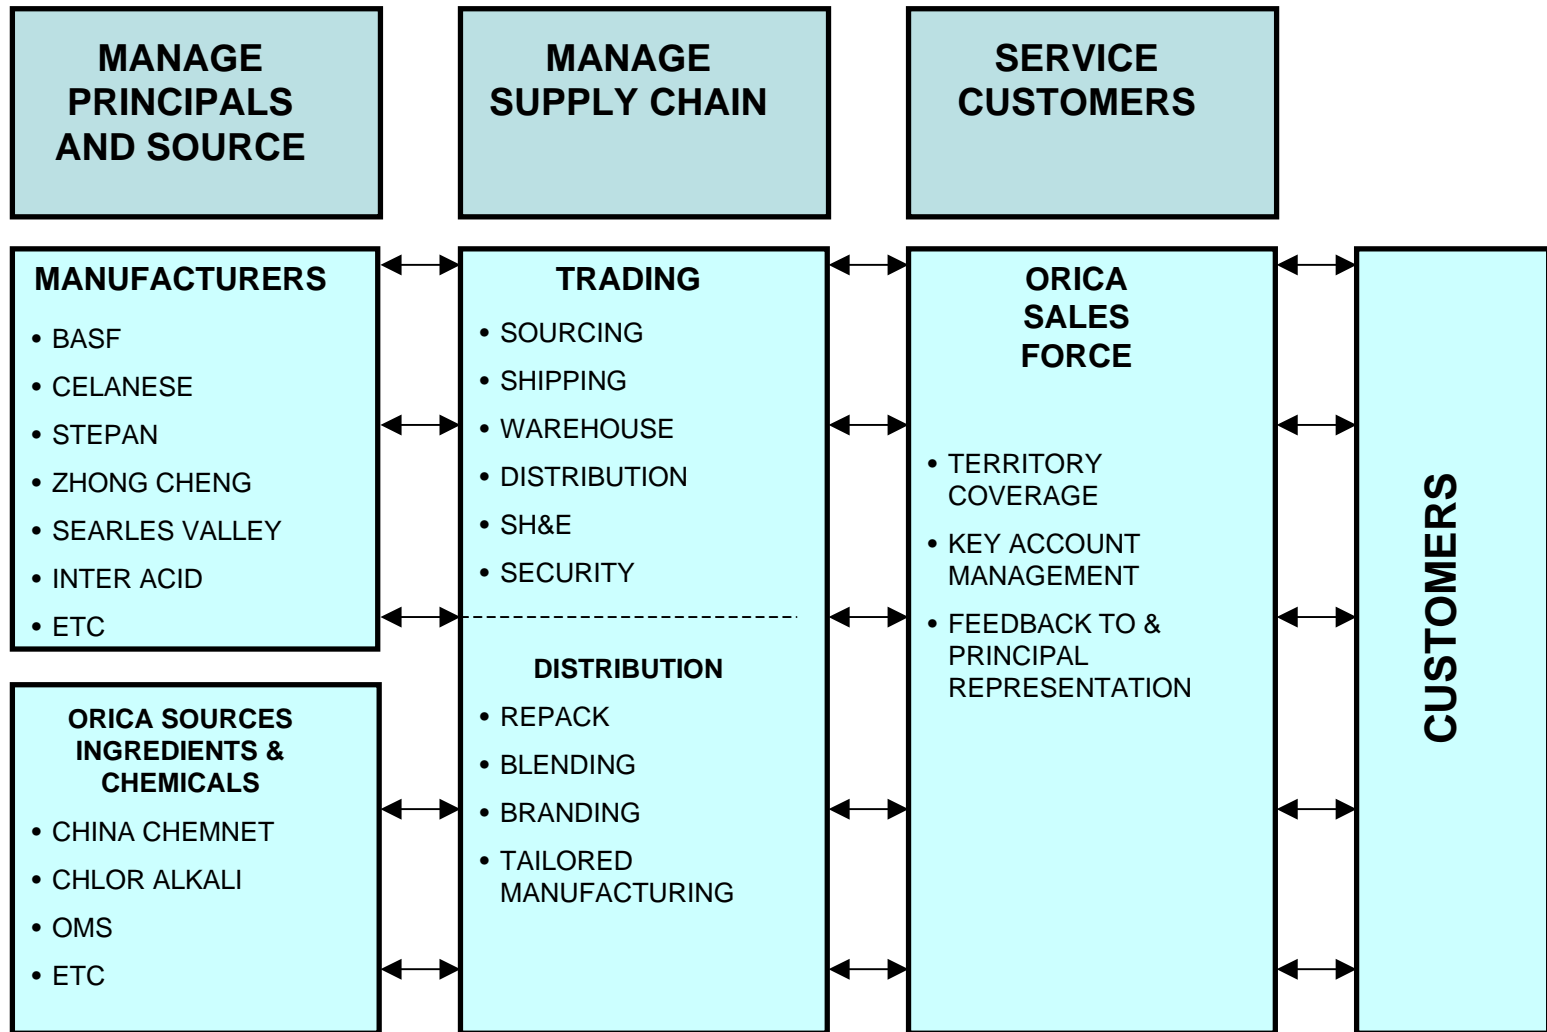 MANAGE
PRINCIPALS
AND SOURCE
MANAGE
SUPPLY CHAIN
SERVICE
CUSTOMERS
MANUFACTURERS
• BASF
• CELANESE
• STEPAN
• ZHONG CHENG
• SEARLES VALLEY
• INTER ACID
• ETC
ORICA SOURCES
INGREDIENTS &
CHEMICALS
• CHINA CHEMNET
• CHLOR ALKALI
• OMS
• ETC
TRADING
• SOURCING
• SHIPPING
• WAREHOUSE
• DISTRIBUTION
• SH&E
• SECURITY
DISTRIBUTION
• REPACK
• BLENDING
• BRANDING
• TAILORED
MANUFACTURING
ORICA
SALES
FORCE
• TERRITORY
COVERAGE
• KEY ACCOUNT
MANAGEMENT
• FEEDBACK TO &
PRINCIPAL
REPRESENTATION
CUSTOMERS